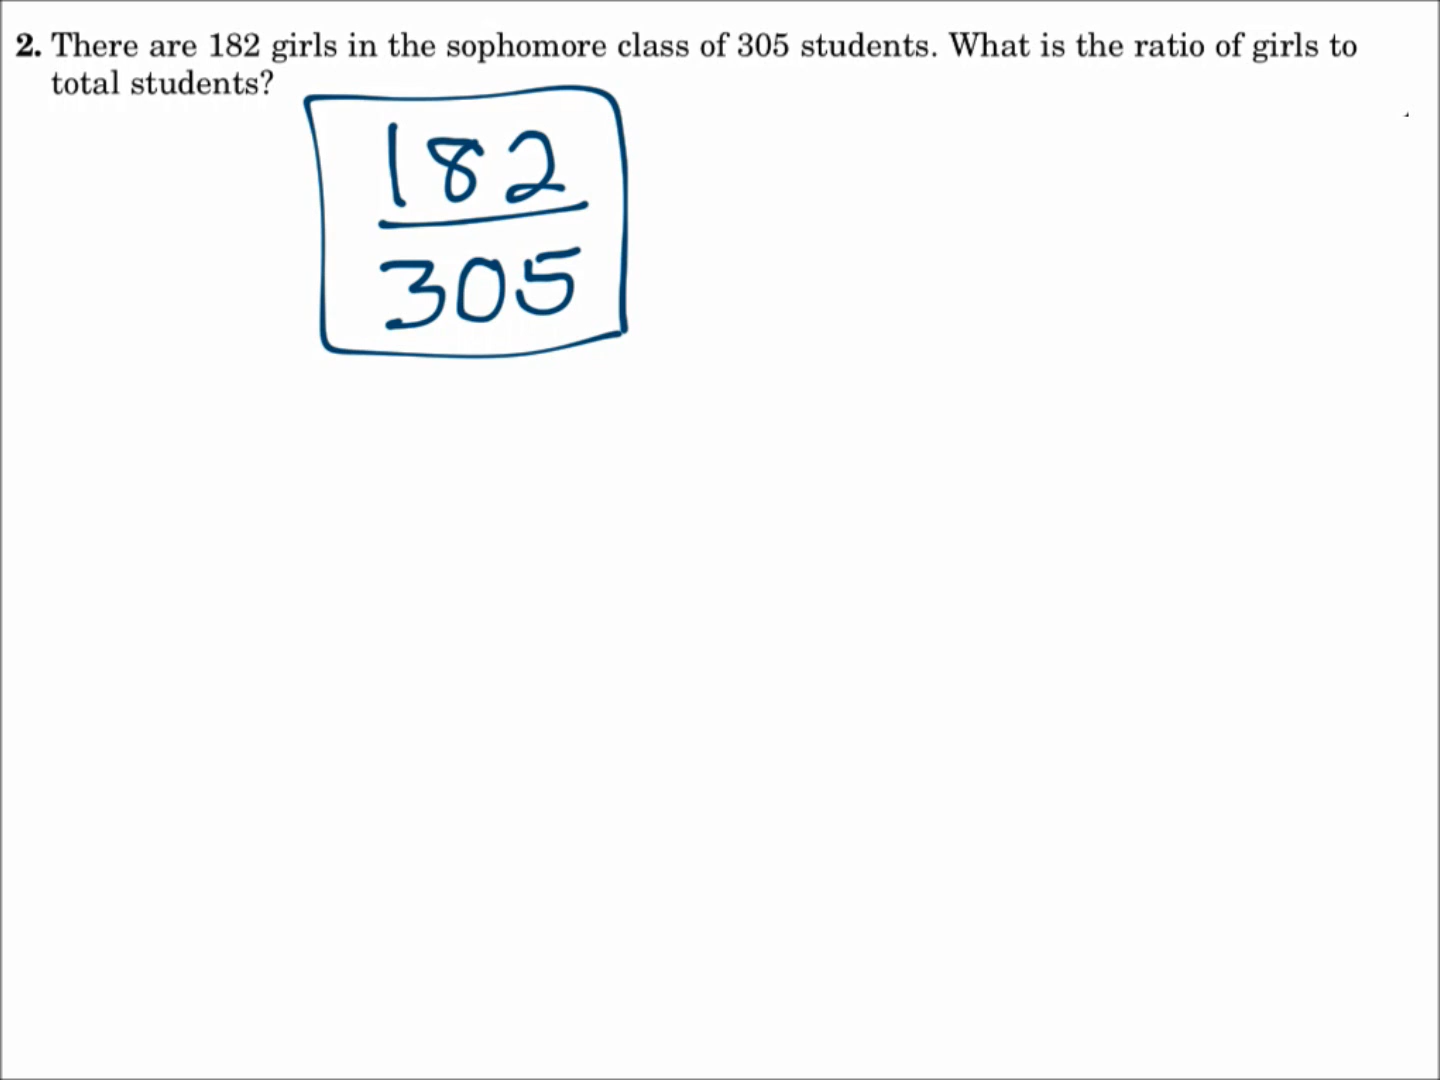 2. There are 182 girls in the sophomore class of 305 students. What is the ratio of girls to
total students?
182
305